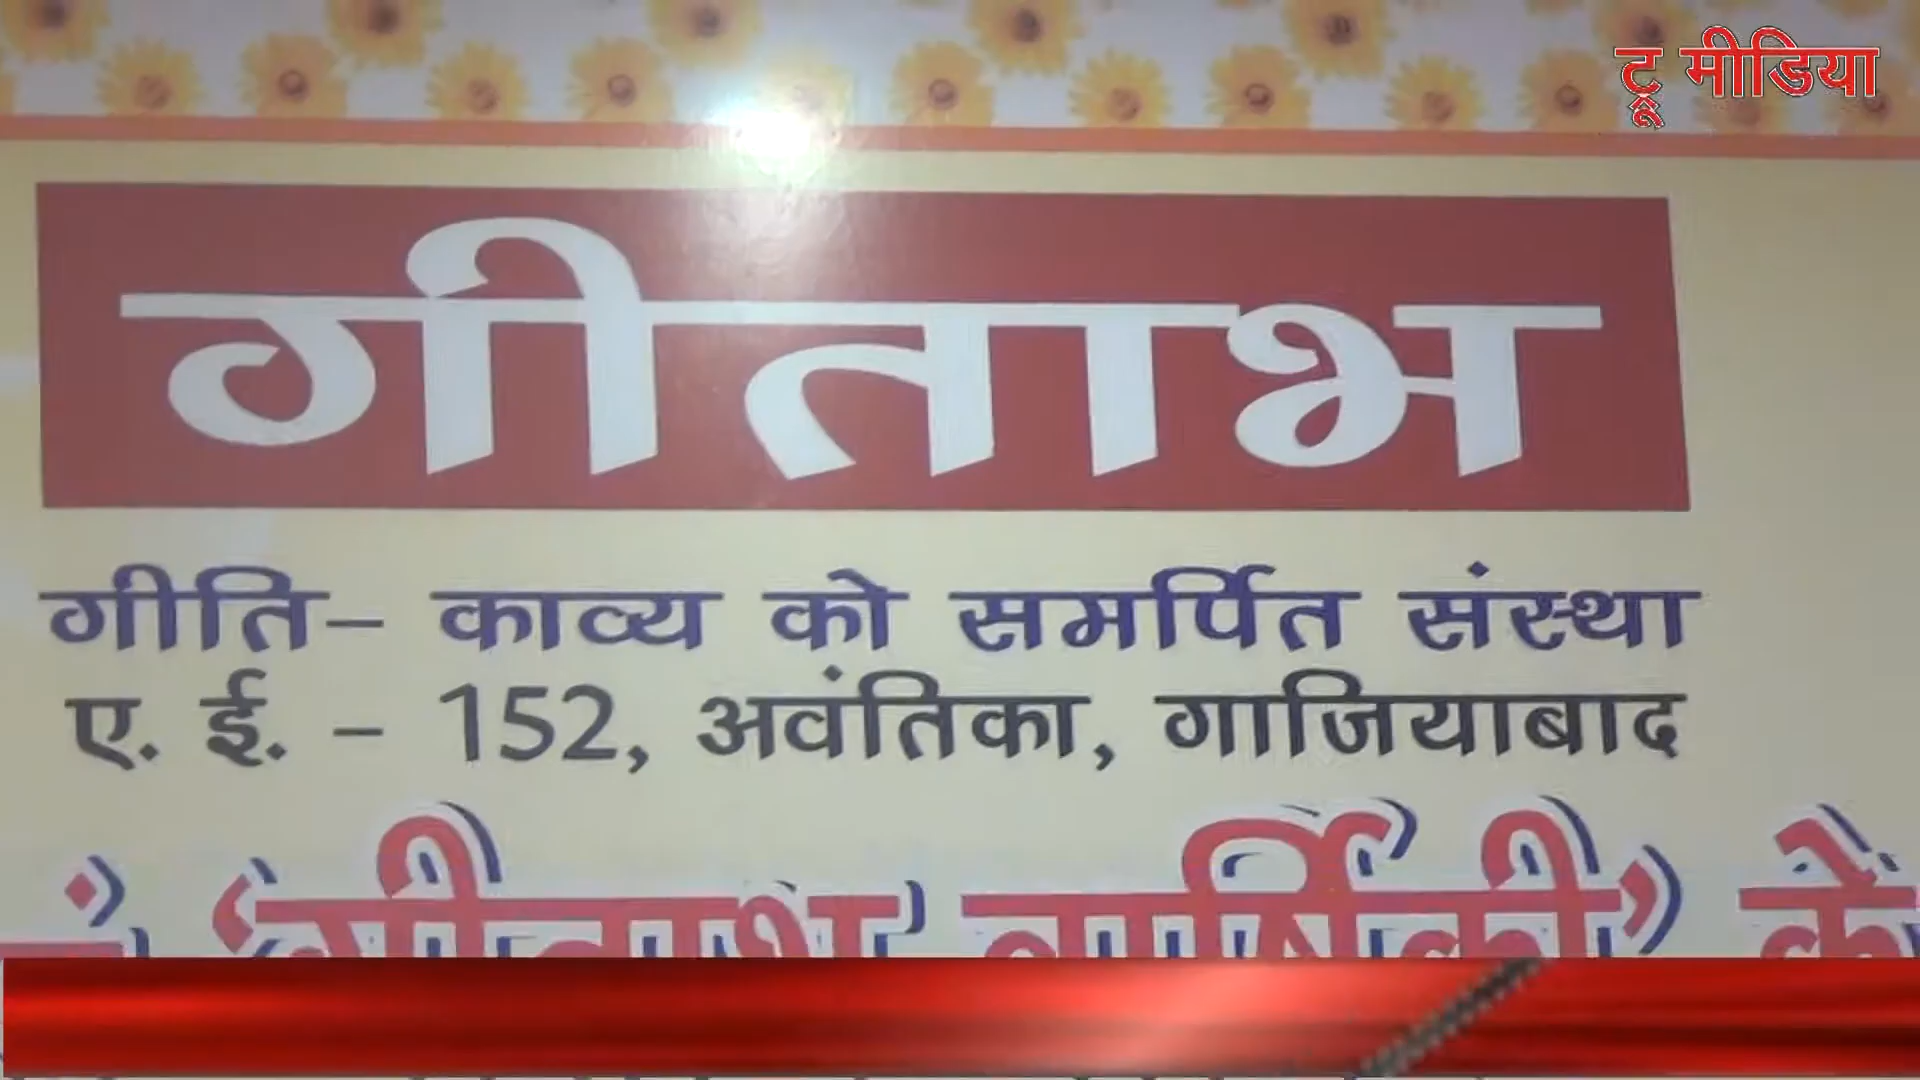 ट्रू मीडिया
गीताभ
गीति- काव्य को समर्पित संस्था
ए. ई. - 152, अवंतिका, गाजियाबाद
'गीताभ वार्षिकी' के